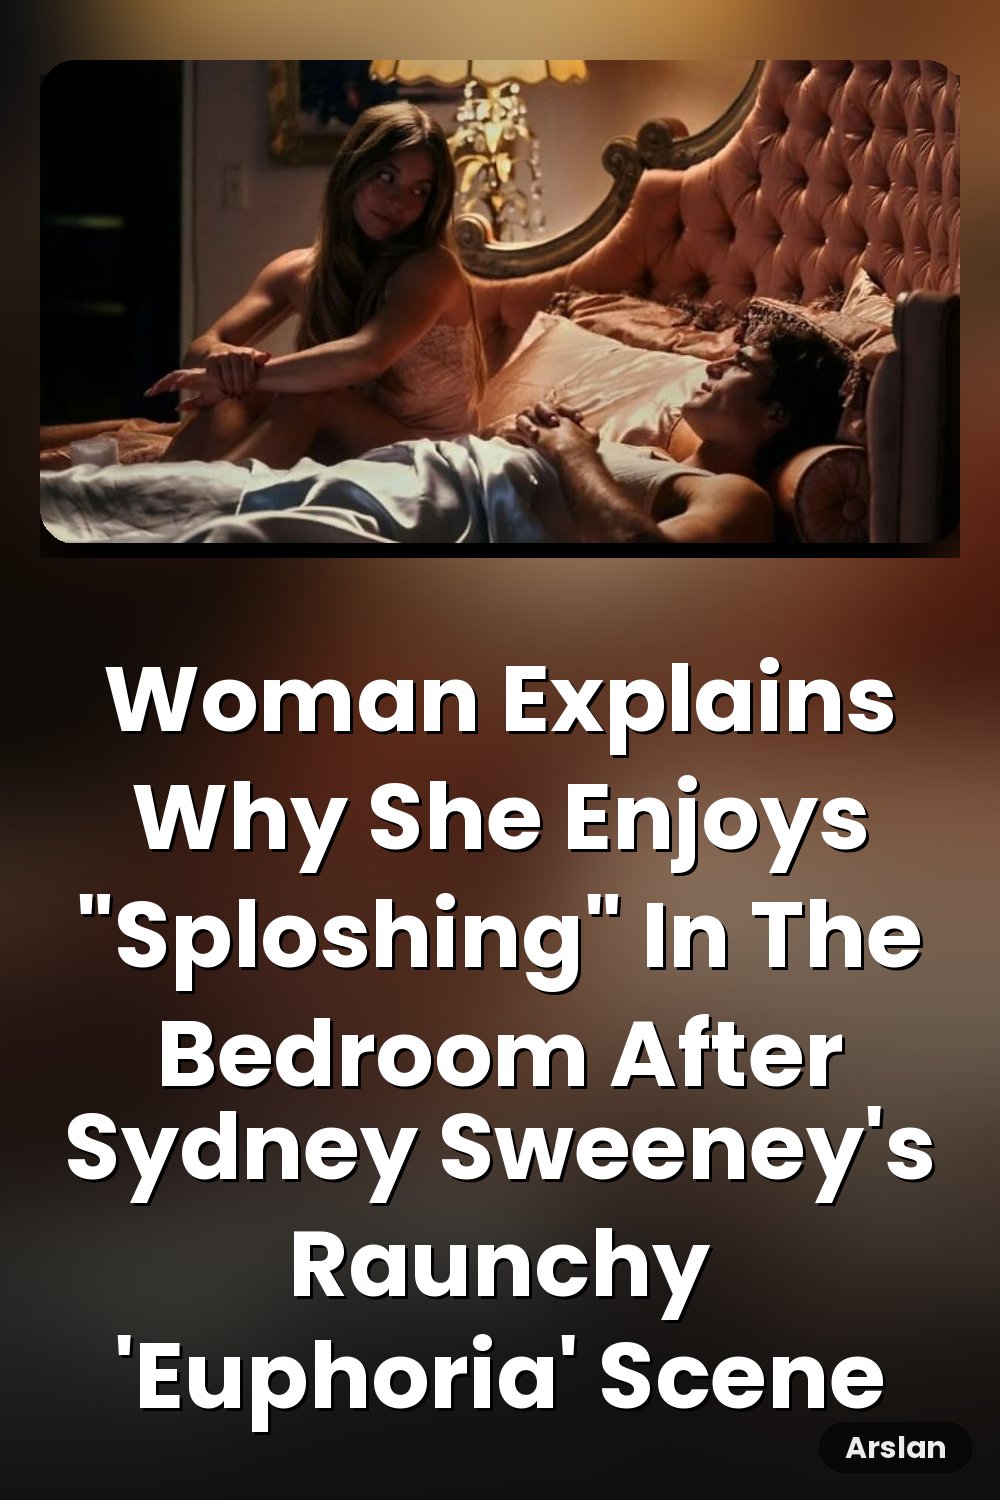 Woman Explains
Why She Enjoys
"Sploshing" In The
Bedroom After
Sydney Sweeney's
Raunchy
'Euphoria' Scene
Arslan